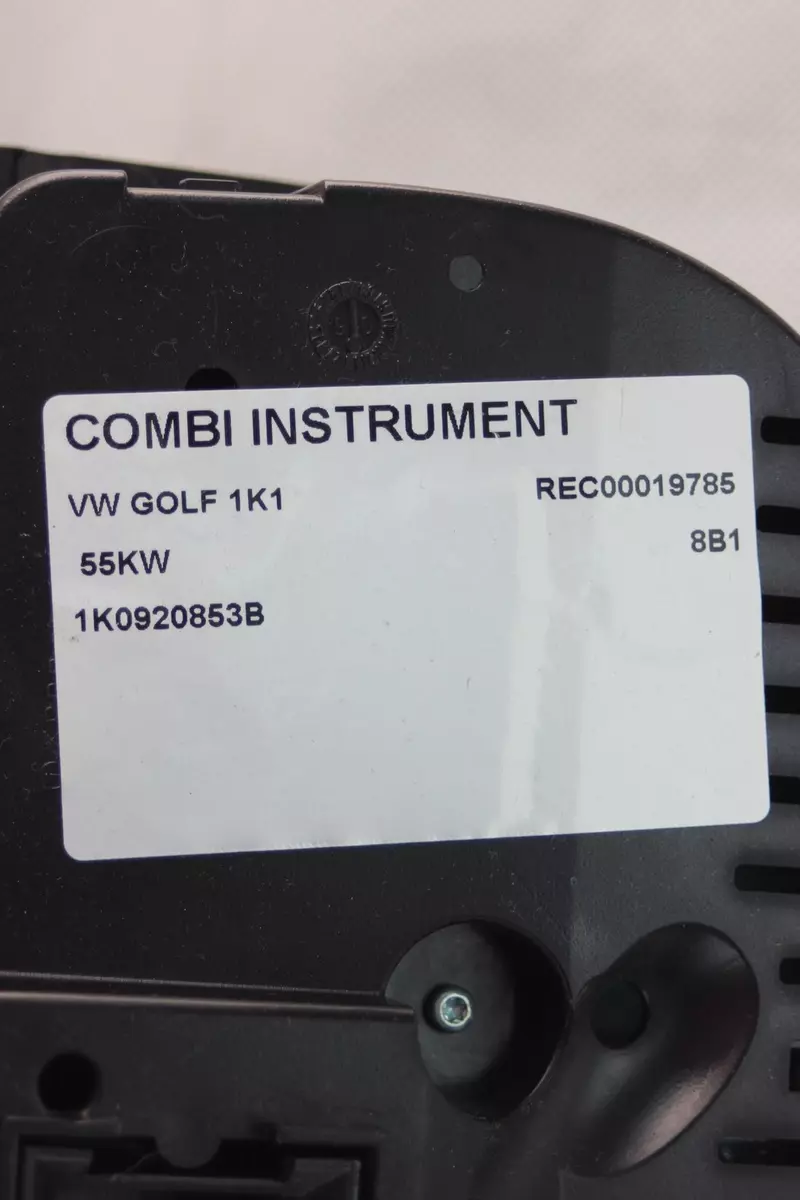 COMBI INSTRUMENT
VW GOLF 1K1
REC00019785
55KW
8B1
1K0920853B